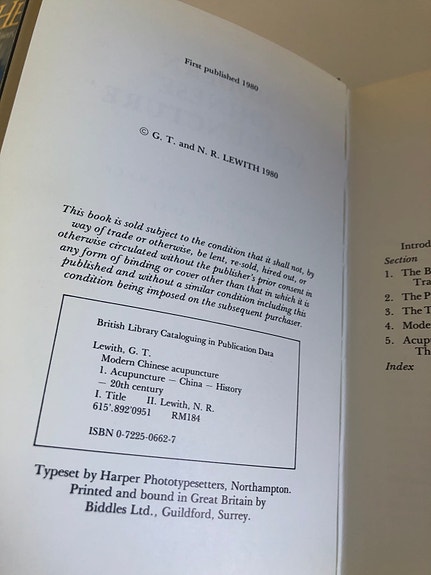 First published 1980
© G. T. and N. R. LEWITH 1980
This book is sold subject to the condition that it shall not, by
way of trade or otherwise, be lent, re-sold, hired out, or
otherwise circulated without the publisher's prior consent in
any form of binding or cover other than that in which it is
published and without a similar condition including this
condition being imposed on the subsequent purchaser.
British Library Cataloguing in Publication Data
Lewith, G. T.
Modern Chinese acupuncture
1. Acupuncture — China — History
— 20th century
I. Title II. Lewith, N. R.
615'.892'0951 RM184
ISBN 0-7225-0662-7
Typeset by Harper Phototypesetters, Northampton.
Printed and bound in Great Britain by
Biddles Ltd., Guildford, Surrey.
Introd
Section
1. The B
Tra
2. The P
3. The T
4. Mode
5. Acup
Th
Index